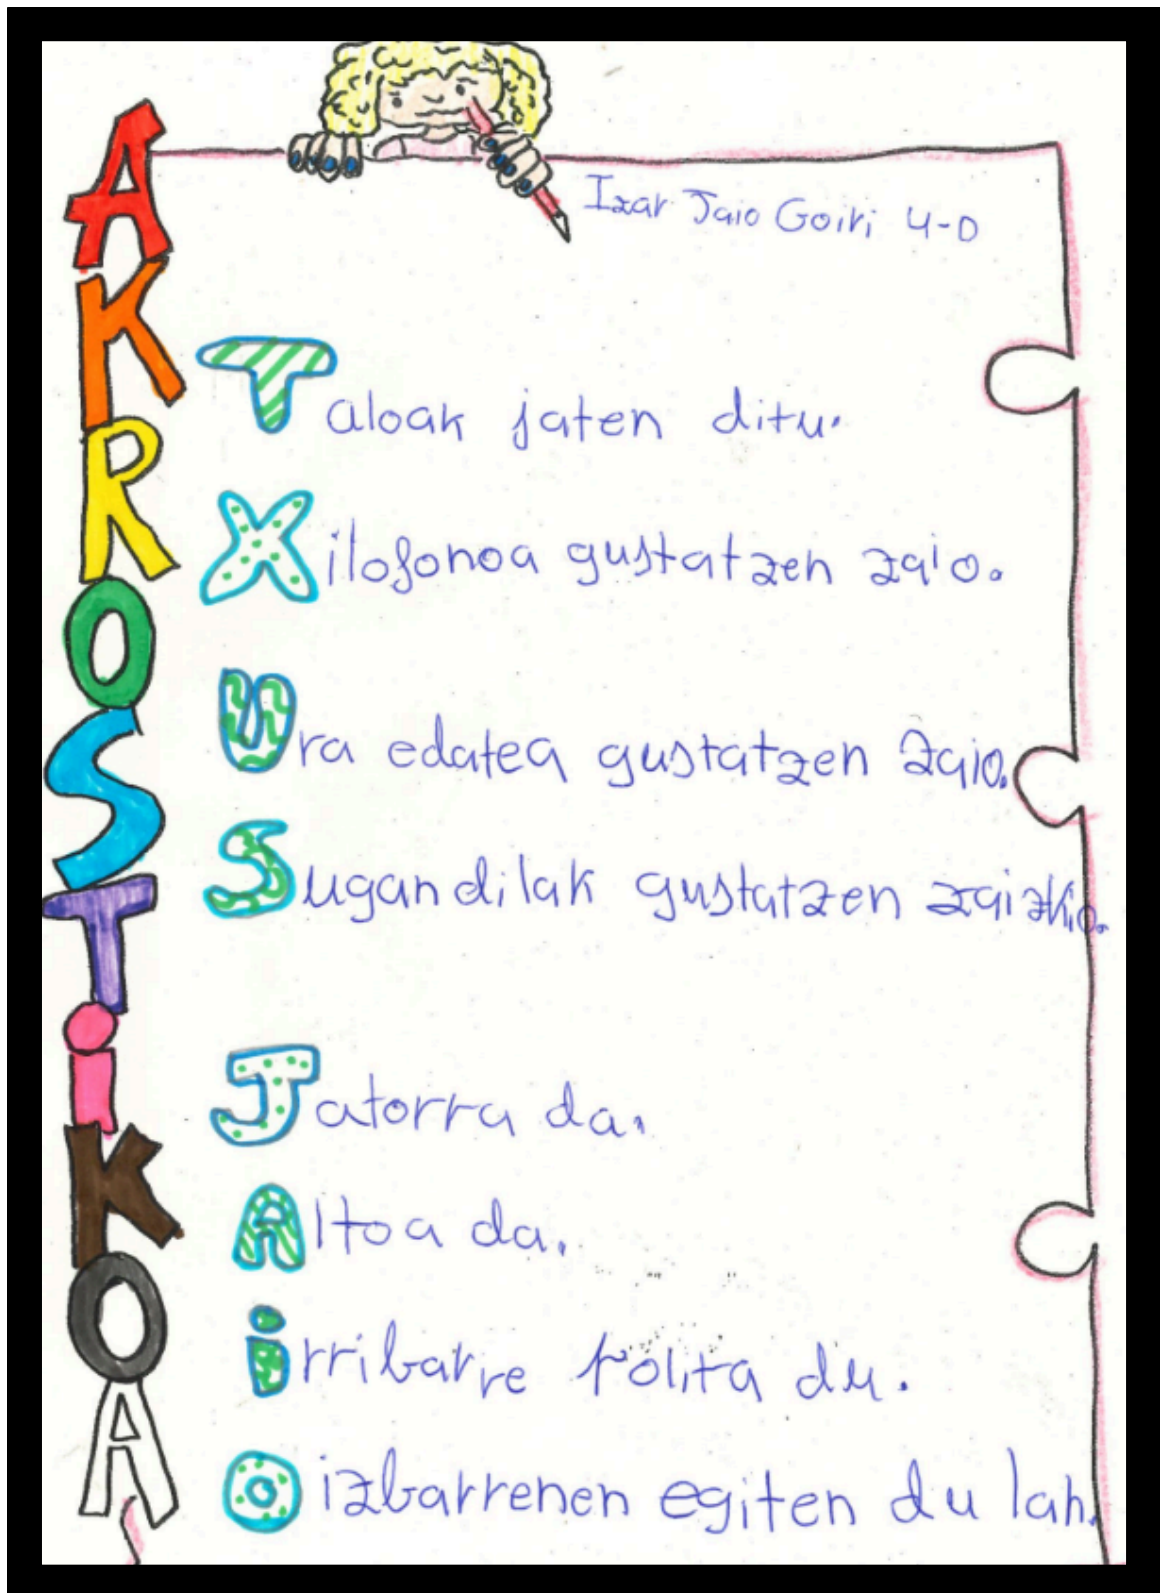 AKROSTiKOA
Izar Jaio Goiri 4-D
Taloak jaten ditu.
Xilofonoa gustatzen zaio.
Ura edatea gustatzen zaio.
Sugandilak gustatzen zaizkio.
Jatorra da.
Altoa da.
irribarre polita du.
Oizbarrenen egiten du lan.